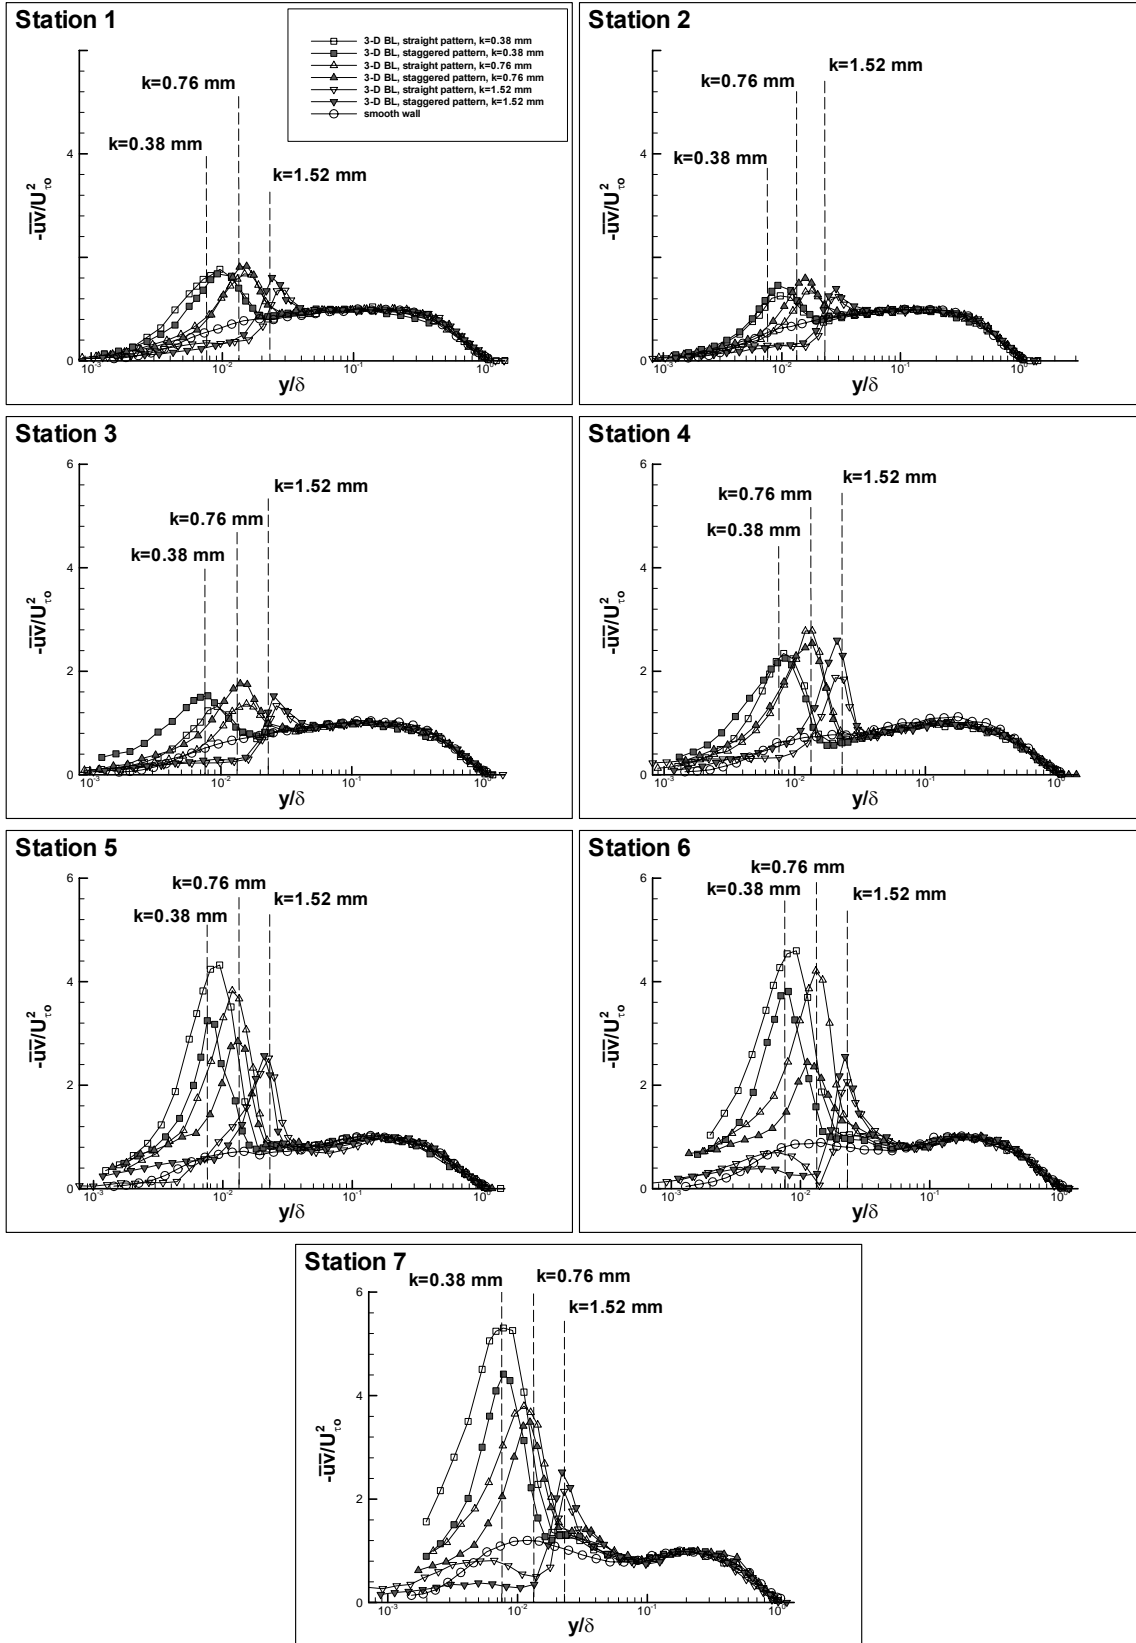 Station 1
3-D BL, straight pattern, k=0.38 mm
3-D BL, staggered pattern, k=0.38 mm
3-D BL, straight pattern, k=0.76 mm
3-D BL, staggered pattern, k=0.76 mm
3-D BL, straight pattern, k=1.52 mm
3-D BL, staggered pattern, k=1.52 mm
smooth wall
k=0.76 mm
k=0.38 mm
k=1.52 mm
4
0
-uv/U²τo
10⁻³ 10⁻² 10⁻¹ 10⁰
y/δ
Station 2
k=1.52 mm
k=0.76 mm
k=0.38 mm
4
0
-uv/U²τo
10⁻³ 10⁻² 10⁻¹ 10⁰
y/δ
Station 3
6
k=1.52 mm
k=0.76 mm
k=0.38 mm
4
2
0
-uv/U²τo
10⁻³ 10⁻² 10⁻¹ 10⁰
y/δ
Station 4
6
k=1.52 mm
k=0.76 mm
k=0.38 mm
4
2
0
-uv/U²τo
10⁻³ 10⁻² 10⁻¹ 10⁰
y/δ
Station 5
6
k=0.76 mm
k=1.52 mm
k=0.38 mm
4
2
0
-uv/U²τo
10⁻³ 10⁻² 10⁻¹ 10⁰
y/δ
Station 6
k=0.76 mm
6
k=0.38 mm
k=1.52 mm
4
2
0
-uv/U²τo
10⁻³ 10⁻² 10⁻¹ 10⁰
y/δ
Station 7
k=0.38 mm
k=0.76 mm
6
k=1.52 mm
4
2
0
-uv/U²τo
10⁻³ 10⁻² 10⁻¹ 10⁰
y/δ